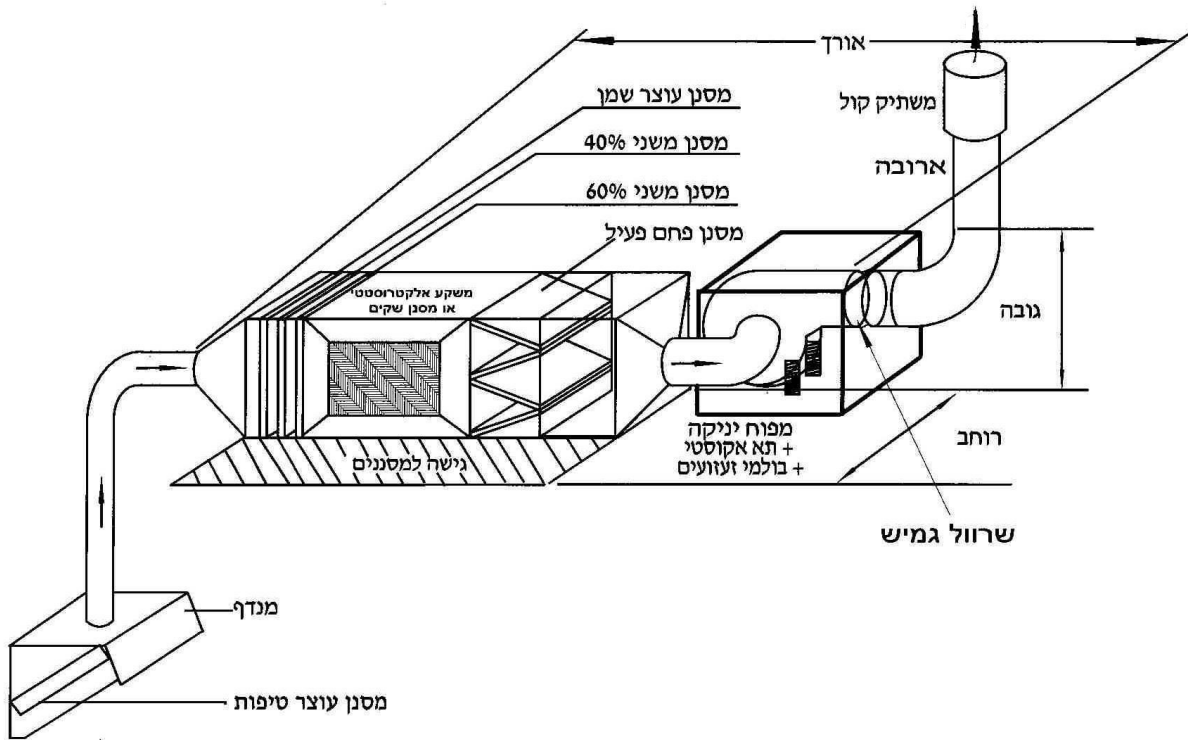 אורך
משתיק קול
מסנן עוצר שמן
מסנן משני 40%
ארובה
מסנן משני 60%
מסנן פחם פעיל
משקע אלקטרוסטטי
או מסנן שקים
גובה
מפוח יניקה
+ תא אקוסטי
+ בולמי זעזועים
רוחב
גישה למסננים
שרוול גמיש
מנדף
מסנן עוצר טיפות